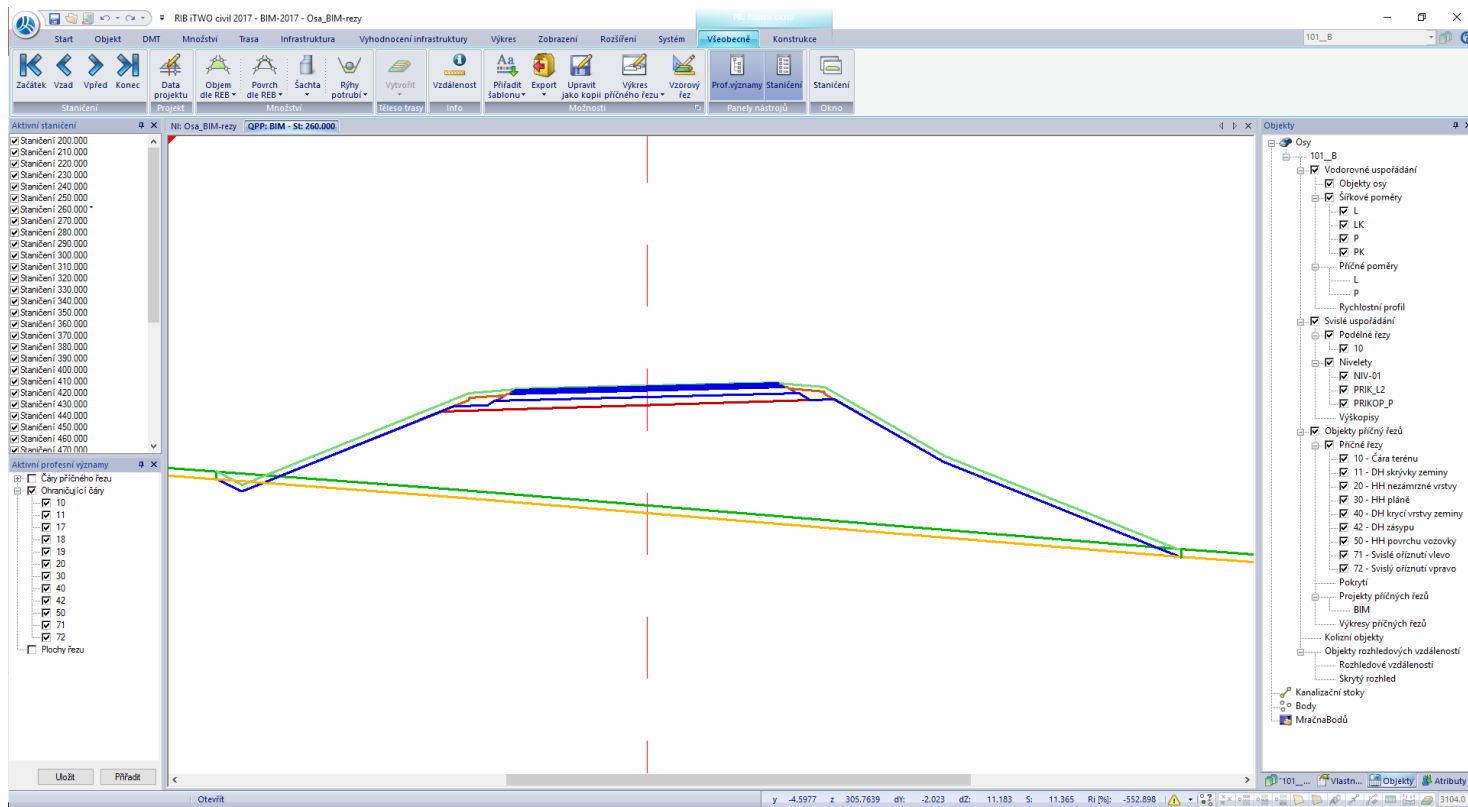 RIB iTWO civil 2017 - BIM-2017 - Osa_BIM-rezy
Start Objekt DMT Množství Trasa Infrastruktura Vyhodnocení infrastruktury Výkres Zobrazení Rozšíření Systém Všeobecné Konstrukce
101__B
Začátek Vzad Vpřed Konec
Data projektu
Objem dle REB
Povrch dle REB
Šachta
Rýhy potrubí
Vytvořit
Vzdálenost
Přiřadit šablonu
Export
Upravit jako kopii
Výkres příčného řezu
Vzorový řez
Prof.významy
Staničení
Staničení
Staničení Projekt Množství Těleso trasy Info Možnosti Panely nástrojů Okno
Aktivní staničení
NI: Osa_BIM-rezy
QPP: BIM - St: 260.000
Objekty
Staničení 200.000
Staničení 210.000
Staničení 220.000
Staničení 230.000
Staničení 240.000
Staničení 250.000
Staničení 260.000 *
Staničení 270.000
Staničení 280.000
Staničení 290.000
Staničení 300.000
Staničení 310.000
Staničení 320.000
Staničení 330.000
Staničení 340.000
Staničení 350.000
Staničení 360.000
Staničení 370.000
Staničení 380.000
Staničení 390.000
Staničení 400.000
Staničení 410.000
Staničení 420.000
Staničení 430.000
Staničení 440.000
Staničení 450.000
Staničení 460.000
Staničení 470.000
Aktivní profesní významy
Čáry příčného řezu
Ohraničující čáry
10
11
17
18
19
20
30
40
42
50
71
72
Plochy řezu
Uložit Přiřadit
Osy
101__B
Vodorovné uspořádání
Objekty osy
Šířkové poměry
L
LK
P
PK
Příčné poměry
L
P
Rychlostní profil
Svislé uspořádání
Podélné řezy
10
Nivelety
NIV-01
PRIK_L2
PRIKOP_P
Výškopisy
Objekty příčný řezů
Příčné řezy
10 - Čára terénu
11 - DH skrývky zeminy
20 - HH nezámrzné vrstvy
30 - HH pláně
40 - DH krycí vrstvy zeminy
42 - DH zásypu
50 - HH povrchu vozovky
71 - Svislé oříznutí vlevo
72 - Svislý oříznutí vpravo
Pokrytí
Projekty příčných řezů
BIM
Výkresy příčných řezů
Kolizní objekty
Objekty rozhledových vzdáleností
Rozhledové vzdálenosti
Skrytý rozhled
Kanalizační stoky
Body
MračnaBodů
"101__... Vlastn... Objekty Atributy
Otevřít
y -4.5977 z 305.7639 dY: -2.023 dZ: 11.183 S: 11.365 Ri [%]: -552.898
3104.0